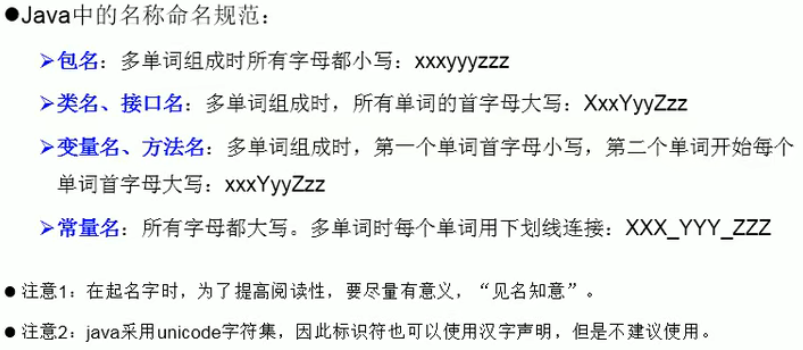 ●Java中的名称命名规范：
➢包名：多单词组成时所有字母都小写：xxxyyyzzz
➢类名、接口名：多单词组成时，所有单词的首字母大写：XxxYyyZzz
➢变量名、方法名：多单词组成时，第一个单词首字母小写，第二个单词开始每个
单词首字母大写：xxxYyyZzz
➢常量名：所有字母都大写。多单词时每个单词用下划线连接：XXX_YYY_ZZZ
●注意1：在起名字时，为了提高阅读性，要尽量有意义，“见名知意”。
●注意2：java采用unicode字符集，因此标识符也可以使用汉字声明，但是不建议使用。